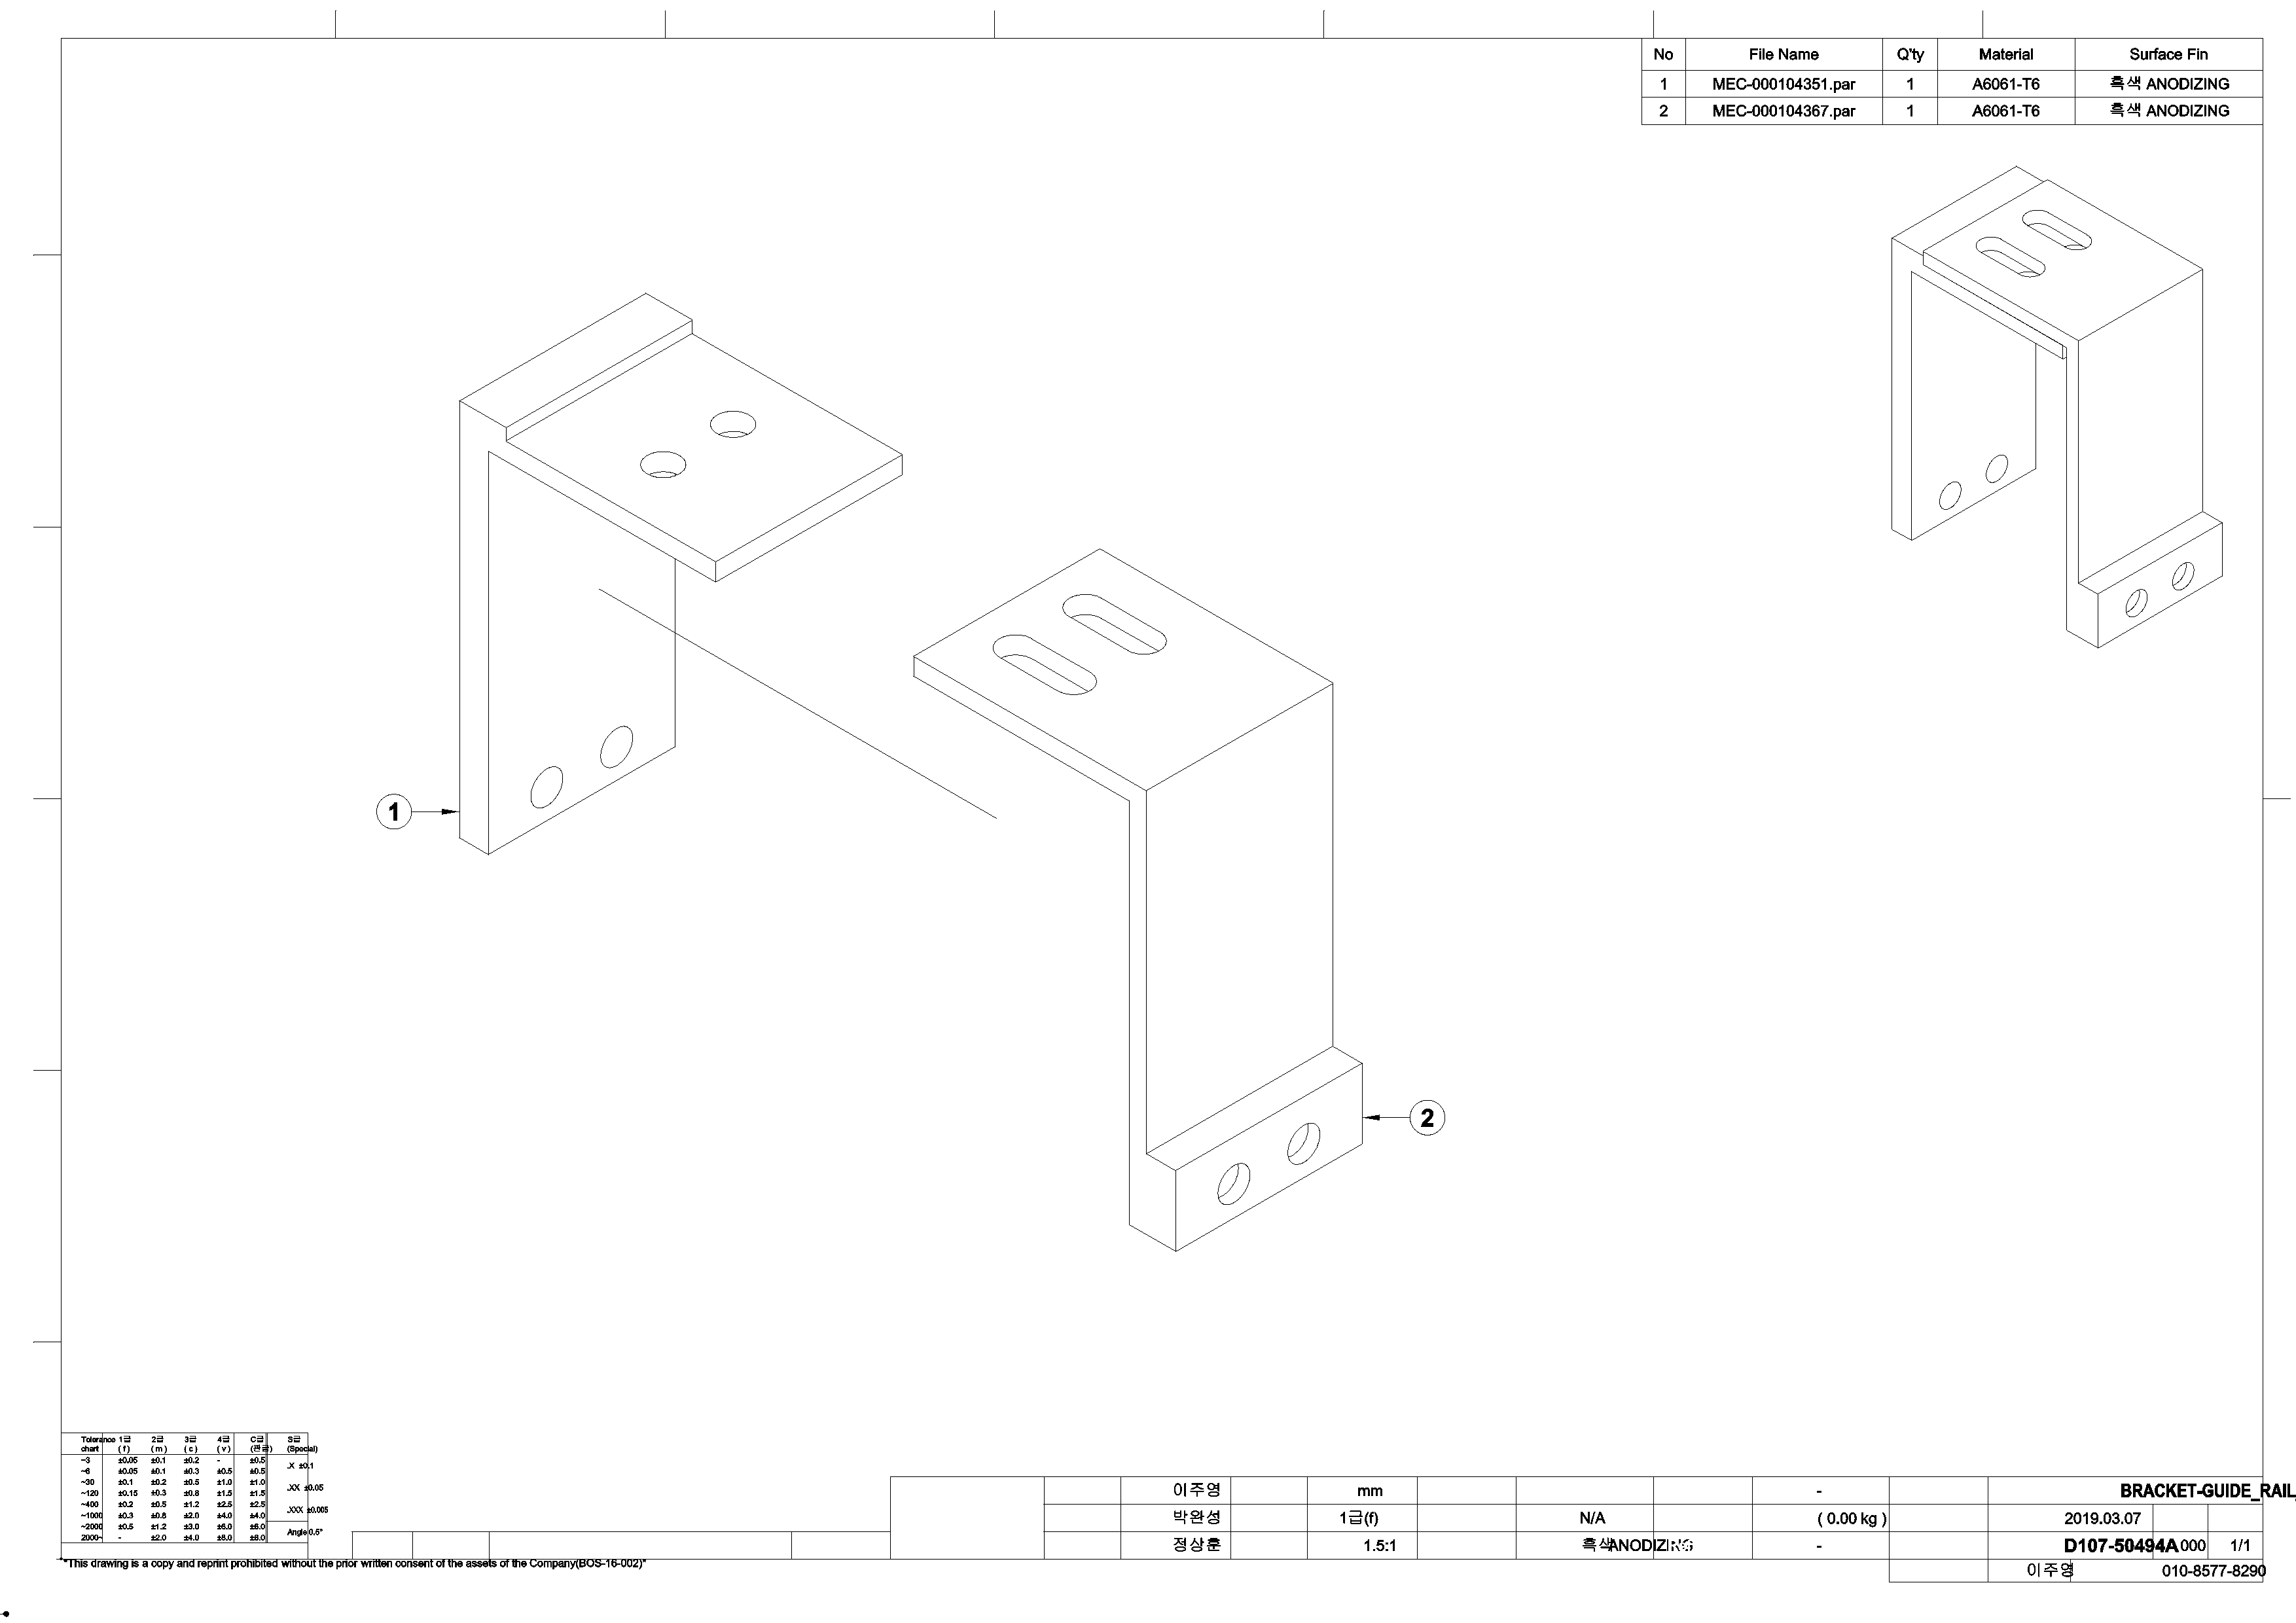 No File Name Q'ty Material Surface Fin
1 MEC-000104351.par 1 A6061-T6 흑색 ANODIZING
2 MEC-000104367.par 1 A6061-T6 흑색 ANODIZING
1
2
Tolerance 1급 2급 3급 4급 C급 S급
chart (f) (m) (c) (v) (판금) (Special)
~3 ±0.05 ±0.1 ±0.2 - ±0.5
.X ±0.1
~6 ±0.05 ±0.1 ±0.3 ±0.5 ±0.5
~30 ±0.1 ±0.2 ±0.5 ±1.0 ±1.0
.XX ±0.05
~120 ±0.15 ±0.3 ±0.8 ±1.5 ±1.5
~400 ±0.2 ±0.5 ±1.2 ±2.5 ±2.5
.XXX ±0.005
~1000 ±0.3 ±0.8 ±2.0 ±4.0 ±4.0
~2000 ±0.5 ±1.2 ±3.0 ±6.0 ±6.0
Angle 0.5°
2000~ - ±2.0 ±4.0 ±8.0 ±8.0
"This drawing is a copy and reprint prohibited without the prior written consent of the assets of the Company(BOS-16-002)"
이주영 mm - BRACKET-GUIDE_RAIL
박완성 1급(f) N/A ( 0.00 kg ) 2019.03.07
정상훈 1.5:1 흑색ANODIZING - D107-50494A 000 1/1
이주영 010-8577-8290